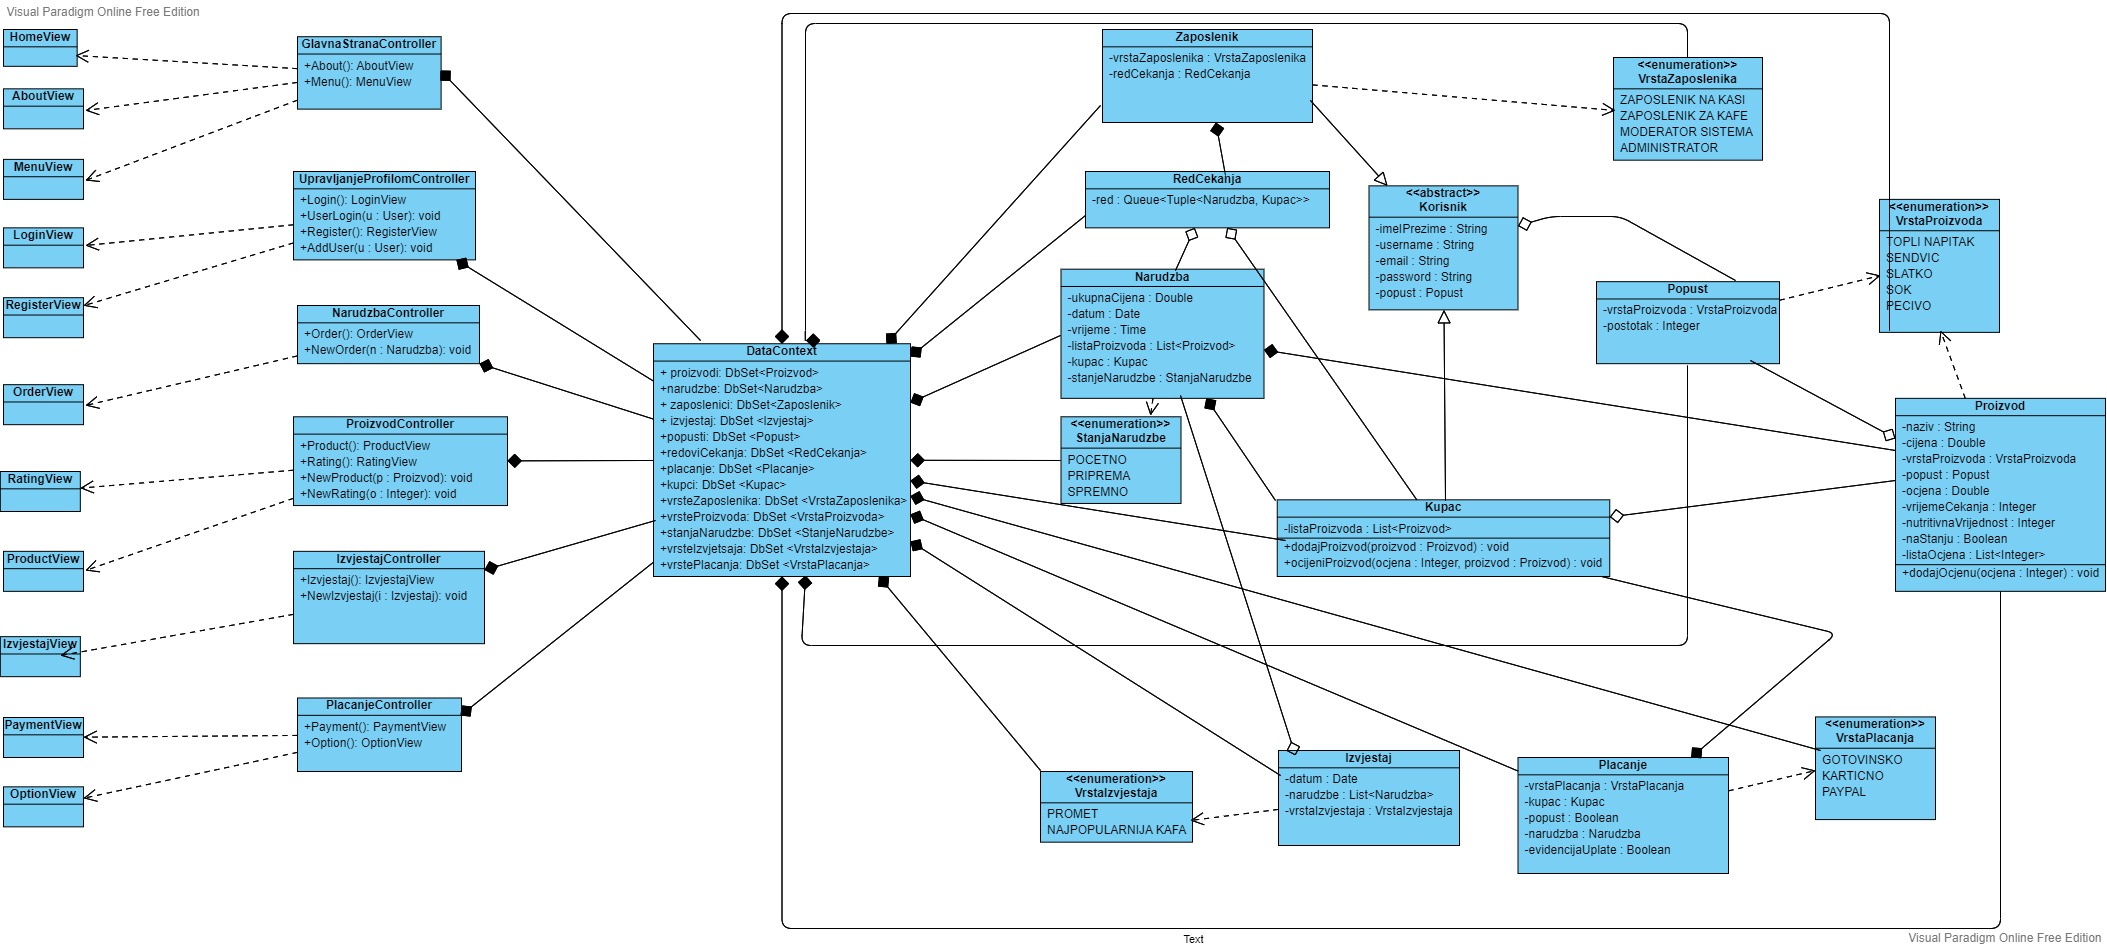 Visual Paradigm Online Free Edition
HomeView
AboutView
MenuView
LoginView
RegisterView
OrderView
RatingView
ProductView
IzvjestajView
PaymentView
OptionView
GlavnaStranaController
+About(): AboutView
+Menu(): MenuView
UpravljanjeProfilomController
+Login(): LoginView
+UserLogin(u : User): void
+Register(): RegisterView
+AddUser(u : User): void
NarudzbaController
+Order(): OrderView
+NewOrder(n : Narudzba): void
ProizvodController
+Product(): ProductView
+Rating(): RatingView
+NewProduct(p : Proizvod): void
+NewRating(o : Integer): void
IzvjestajController
+Izvjestaj(): IzvjestajView
+NewIzvjestaj(i : Izvjestaj): void
PlacanjeController
+Payment(): PaymentView
+Option(): OptionView
DataContext
+ proizvodi: DbSet<Proizvod>
+narudzbe: DbSet<Narudzba>
+ zaposlenici: DbSet<Zaposlenik>
+ izvjestaj: DbSet <Izvjestaj>
+popusti: DbSet <Popust>
+redoviCekanja: DbSet <RedCekanja>
+placanje: DbSet <Placanje>
+kupci: DbSet <Kupac>
+vrsteZaposlenika: DbSet <VrstaZaposlenika>
+vrsteProizvoda: DbSet <VrstaProizvoda>
+stanjaNarudzbe: DbSet <StanjeNarudzbe>
+vrsteIzvjetsaja: DbSet <VrstaIzvjestaja>
+vrstePlacanja: DbSet <VrstaPlacanja>
Zaposlenik
-vrstaZaposlenika : VrstaZaposlenika
-redCekanja : RedCekanja
RedCekanja
-red : Queue<Tuple<Narudzba, Kupac>>
Narudzba
-ukupnaCijena : Double
-datum : Date
-vrijeme : Time
-listaProizvoda : List<Proizvod>
-kupac : Kupac
-stanjeNarudzbe : StanjaNarudzbe
<<enumeration>>
StanjaNarudzbe
POCETNO
PRIPREMA
SPREMNO
<<abstract>>
Korisnik
-imeIPrezime : String
-username : String
-email : String
-password : String
-popust : Popust
Kupac
-listaProizvoda : List<Proizvod>
+dodajProizvod(proizvod : Proizvod) : void
+ocijeniProizvod(ocjena : Integer, proizvod : Proizvod) : void
<<enumeration>>
VrstaZaposlenika
ZAPOSLENIK NA KASI
ZAPOSLENIK ZA KAFE
MODERATOR SISTEMA
ADMINISTRATOR
Popust
-vrstaProizvoda : VrstaProizvoda
-postotak : Integer
<<enumeration>>
VrstaProizvoda
TOPLI NAPITAK
SENDVIC
SLATKO
SOK
PECIVO
Proizvod
-naziv : String
-cijena : Double
-vrstaProizvoda : VrstaProizvoda
-popust : Popust
-ocjena : Double
-vrijemeCekanja : Integer
-nutritivnaVrijednost : Integer
-naStanju : Boolean
-listaOcjena : List<Integer>
+dodajOcjenu(ocjena : Integer) : void
<<enumeration>>
VrstaIzvjestaja
PROMET
NAJPOPULARNIJA KAFA
Izvjestaj
-datum : Date
-narudzbe : List<Narudzba>
-vrstaIzvjestaja : VrstaIzvjestaja
Placanje
-vrstaPlacanja : VrstaPlacanja
-kupac : Kupac
-popust : Boolean
-narudzba : Narudzba
-evidencijaUplate : Boolean
<<enumeration>>
VrstaPlacanja
GOTOVINSKO
KARTICNO
PAYPAL
Text
Visual Paradigm Online Free Edition